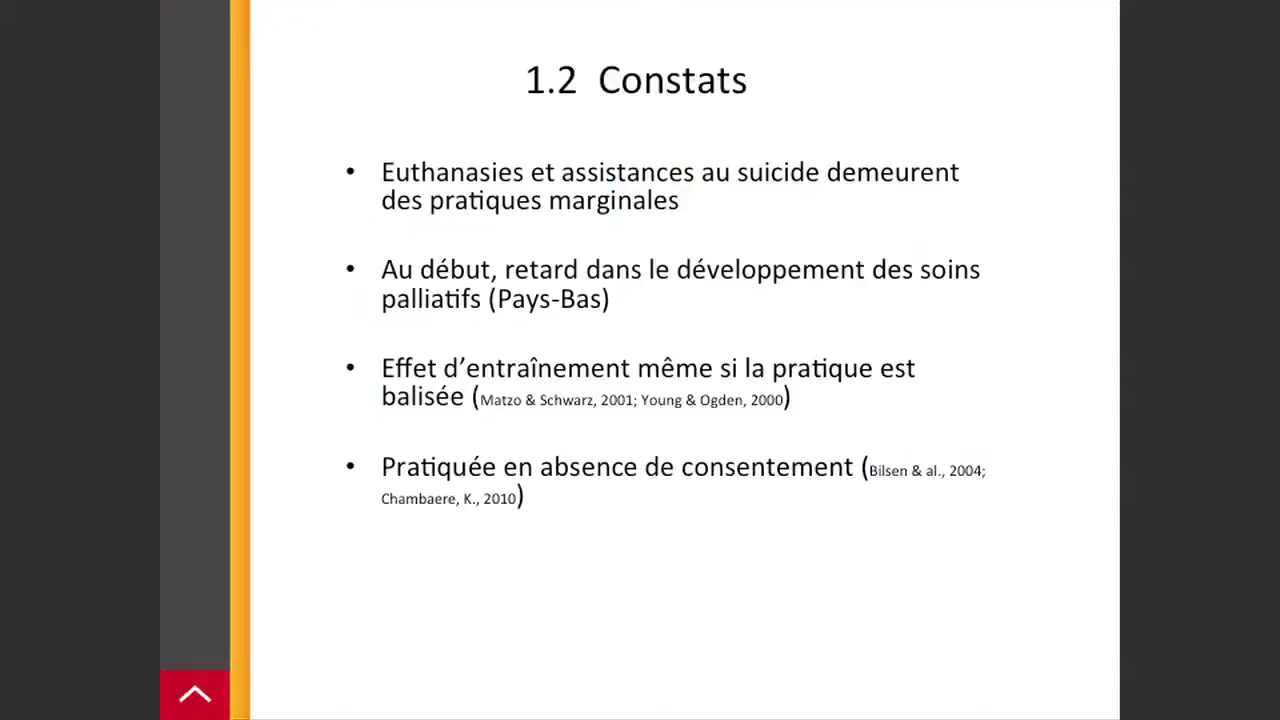 1.2 Constats
• Euthanasies et assistances au suicide demeurent
des pratiques marginales
• Au début, retard dans le développement des soins
palliatifs (Pays-Bas)
• Effet d’entraînement même si la pratique est
balisée (Matzo & Schwarz, 2001; Young & Ogden, 2000)
• Pratiquée en absence de consentement (Bilsen & al., 2004;
Chambaere, K., 2010)